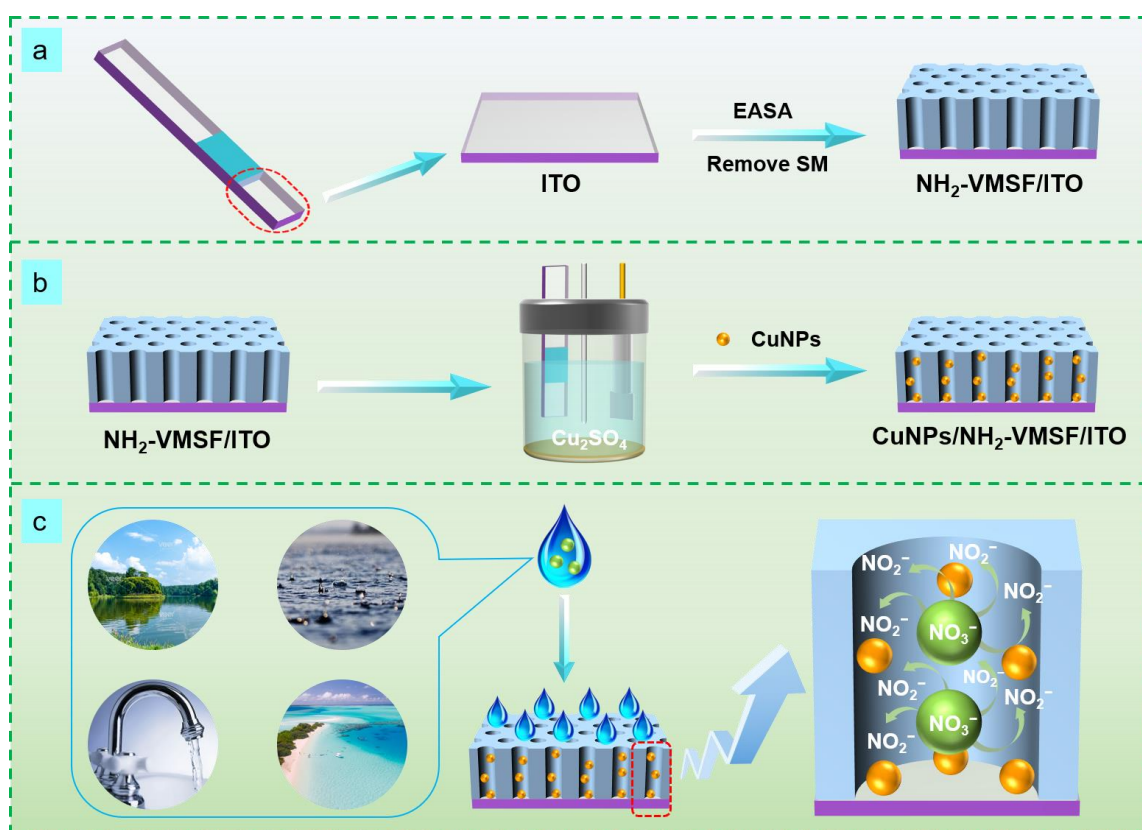 a
EASA
Remove SM
ITO
NH₂-VMSF/ITO
b
CuNPs
Cu₂SO₄
NH₂-VMSF/ITO
CuNPs/NH₂-VMSF/ITO
c
NO₂⁻
NO₂⁻
NO₂⁻
NO₂⁻
NO₃⁻
NO₂⁻
NO₂⁻
NO₂⁻
NO₃⁻
NO₂⁻